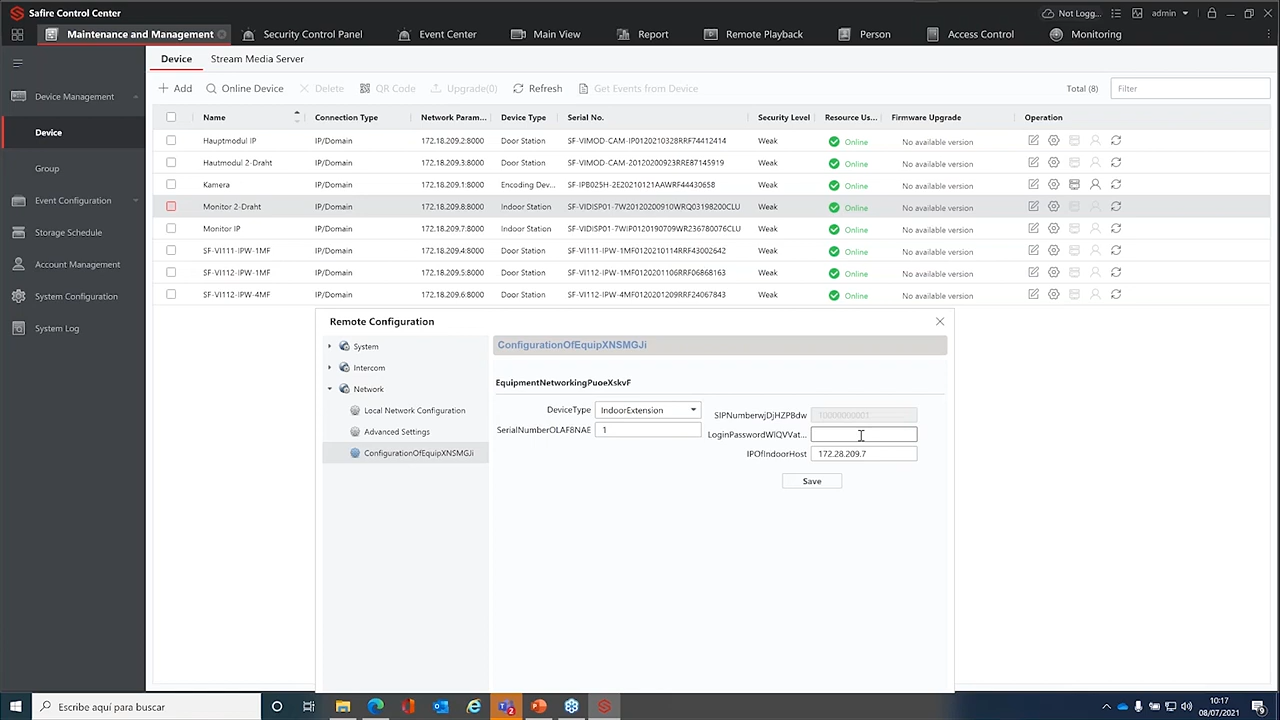 Safire Control Center
Not Logg...
admin
Maintenance and Management
Security Control Panel
Event Center
Main View
Report
Remote Playback
Person
Access Control
Monitoring
Device Management
Device
Group
Event Configuration
Storage Schedule
Account Management
System Configuration
System Log
Device
Stream Media Server
Add
Online Device
Delete
QR Code
Upgrade(0)
Refresh
Get Events from Device
Total (8)
Filter
Name Connection Type Network Param... Device Type Serial No. Security Level Resource Us... Firmware Upgrade Operation
Hauptmodul IP IP/Domain 172.18.209.2:8000 Door Station SF-VIMOD-CAM-IP0120210328RRF74412414 Weak Online No available version
Hautmodul 2-Draht IP/Domain 172.18.209.3:8000 Door Station SF-VIMOD-CAM-20120200923RRE87145919 Weak Online No available version
Kamera IP/Domain 172.18.209.1:8000 Encoding Dev... SF-IPB025H-2E20210121AAWRF44430658 Weak Online No available version
Monitor 2-Draht IP/Domain 172.18.209.8:8000 Indoor Station SF-VIDISP01-7W20120200910WRQ03198200CLU Weak Online No available version
Monitor IP IP/Domain 172.18.209.7:8000 Indoor Station SF-VIDISP01-7WIP0120190709WR236780076CLU Weak Online No available version
SF-VI111-IPW-1MF IP/Domain 172.18.209.4:8000 Door Station SF-VI111-IPW-1MF0120210114RRF43002642 Weak Online No available version
SF-VI112-IPW-1MF IP/Domain 172.18.209.5:8000 Door Station SF-VI112-IPW-1MF0120201106RRF06868163 Weak Online No available version
SF-VI112-IPW-4MF IP/Domain 172.18.209.6:8000 Door Station SF-VI112-IPW-4MF0120201209RRF24067843 Weak Online No available version
Remote Configuration
System
Intercom
Network
Local Network Configuration
Advanced Settings
ConfigurationOfEquipXNSMGJi
ConfigurationOfEquipXNSMGJi
EquipmentNetworkingPuoeXskvF
DeviceType IndoorExtension
SIPNumberwjDjHZPBdw 10000000001
SerialNumberOLAF8NAE 1
LoginPasswordWlQVVat...
IPOfIndoorHost 172.28.209.7
Save
Escribe aquí para buscar
10:17
08/07/2021